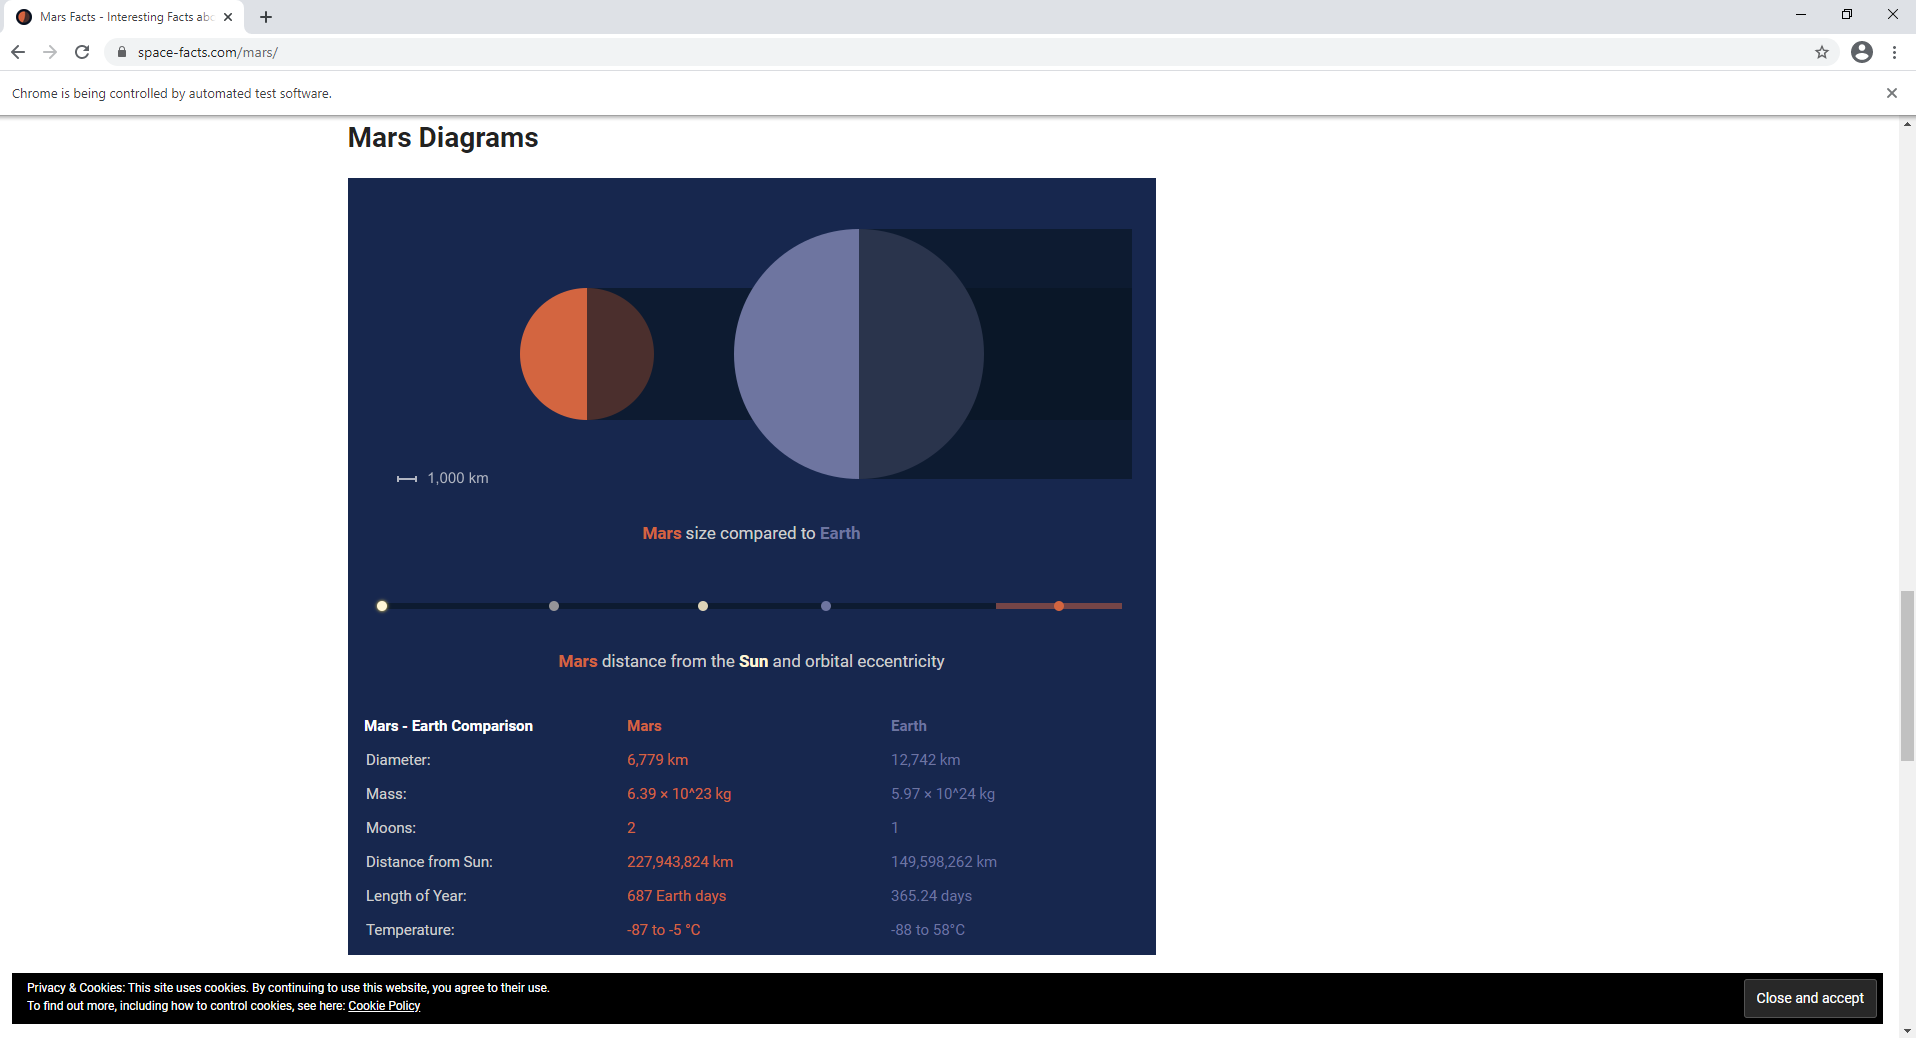 Mars Facts - Interesting Facts abo
space-facts.com/mars/
Chrome is being controlled by automated test software.
Mars Diagrams
1,000 km
Mars size compared to Earth
Mars distance from the Sun and orbital eccentricity
Mars - Earth Comparison Mars Earth
Diameter: 6,779 km 12,742 km
Mass: 6.39 × 10^23 kg 5.97 × 10^24 kg
Moons: 2 1
Distance from Sun: 227,943,824 km 149,598,262 km
Length of Year: 687 Earth days 365.24 days
Temperature: -87 to -5 °C -88 to 58°C
Privacy & Cookies: This site uses cookies. By continuing to use this website, you agree to their use.
To find out more, including how to control cookies, see here: Cookie Policy
Close and accept